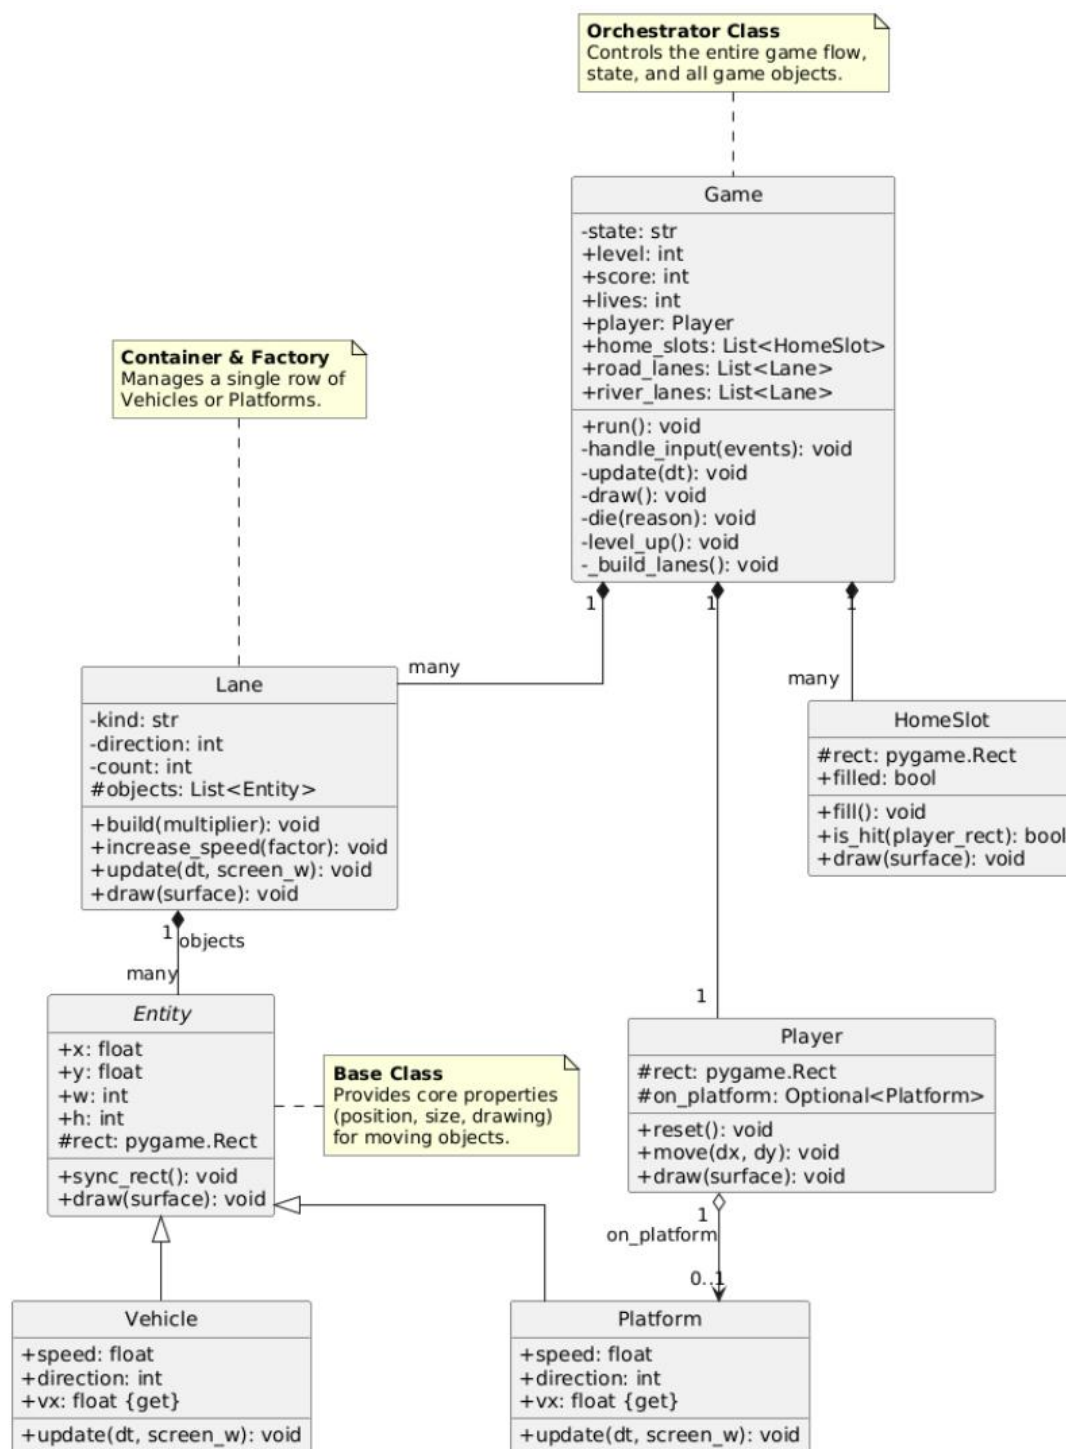 Orchestrator Class
Controls the entire game flow,
state, and all game objects.
Game
-state: str
+level: int
+score: int
+lives: int
+player: Player
+home_slots: List<HomeSlot>
+road_lanes: List<Lane>
+river_lanes: List<Lane>
+run(): void
-handle_input(events): void
-update(dt): void
-draw(): void
-die(reason): void
-level_up(): void
-_build_lanes(): void
Container & Factory
Manages a single row of
Vehicles or Platforms.
1
1
1
many
many
Lane
-kind: str
-direction: int
-count: int
#objects: List<Entity>
+build(multiplier): void
+increase_speed(factor): void
+update(dt, screen_w): void
+draw(surface): void
HomeSlot
#rect: pygame.Rect
+filled: bool
+fill(): void
+is_hit(player_rect): bool
+draw(surface): void
1
objects
many
1
Entity
+x: float
+y: float
+w: int
+h: int
#rect: pygame.Rect
+sync_rect(): void
+draw(surface): void
Base Class
Provides core properties
(position, size, drawing)
for moving objects.
Player
#rect: pygame.Rect
#on_platform: Optional<Platform>
+reset(): void
+move(dx, dy): void
+draw(surface): void
1
on_platform
0..1
Vehicle
+speed: float
+direction: int
+vx: float {get}
+update(dt, screen_w): void
Platform
+speed: float
+direction: int
+vx: float {get}
+update(dt, screen_w): void